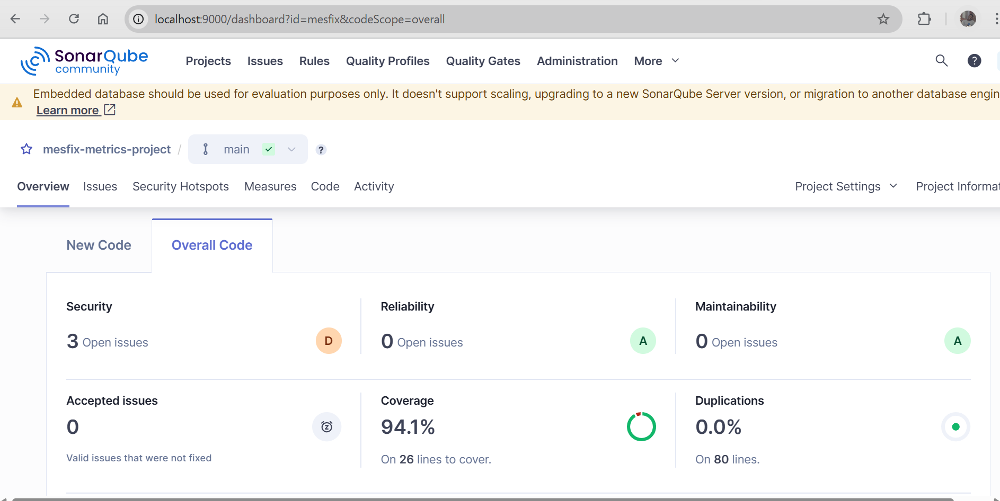 localhost:9000/dashboard?id=mesfix&codeScope=overall
SonarQube
community
Projects Issues Rules Quality Profiles Quality Gates Administration More
?
Embedded database should be used for evaluation purposes only. It doesn't support scaling, upgrading to a new SonarQube Server version, or migration to another database engin
Learn more
mesfix-metrics-project / main ?
Overview Issues Security Hotspots Measures Code Activity Project Settings Project Informat
New Code Overall Code
Security Reliability Maintainability
3 Open issues D 0 Open issues A 0 Open issues A
Accepted issues Coverage Duplications
0 94.1% 0.0%
Valid issues that were not fixed On 26 lines to cover. On 80 lines.